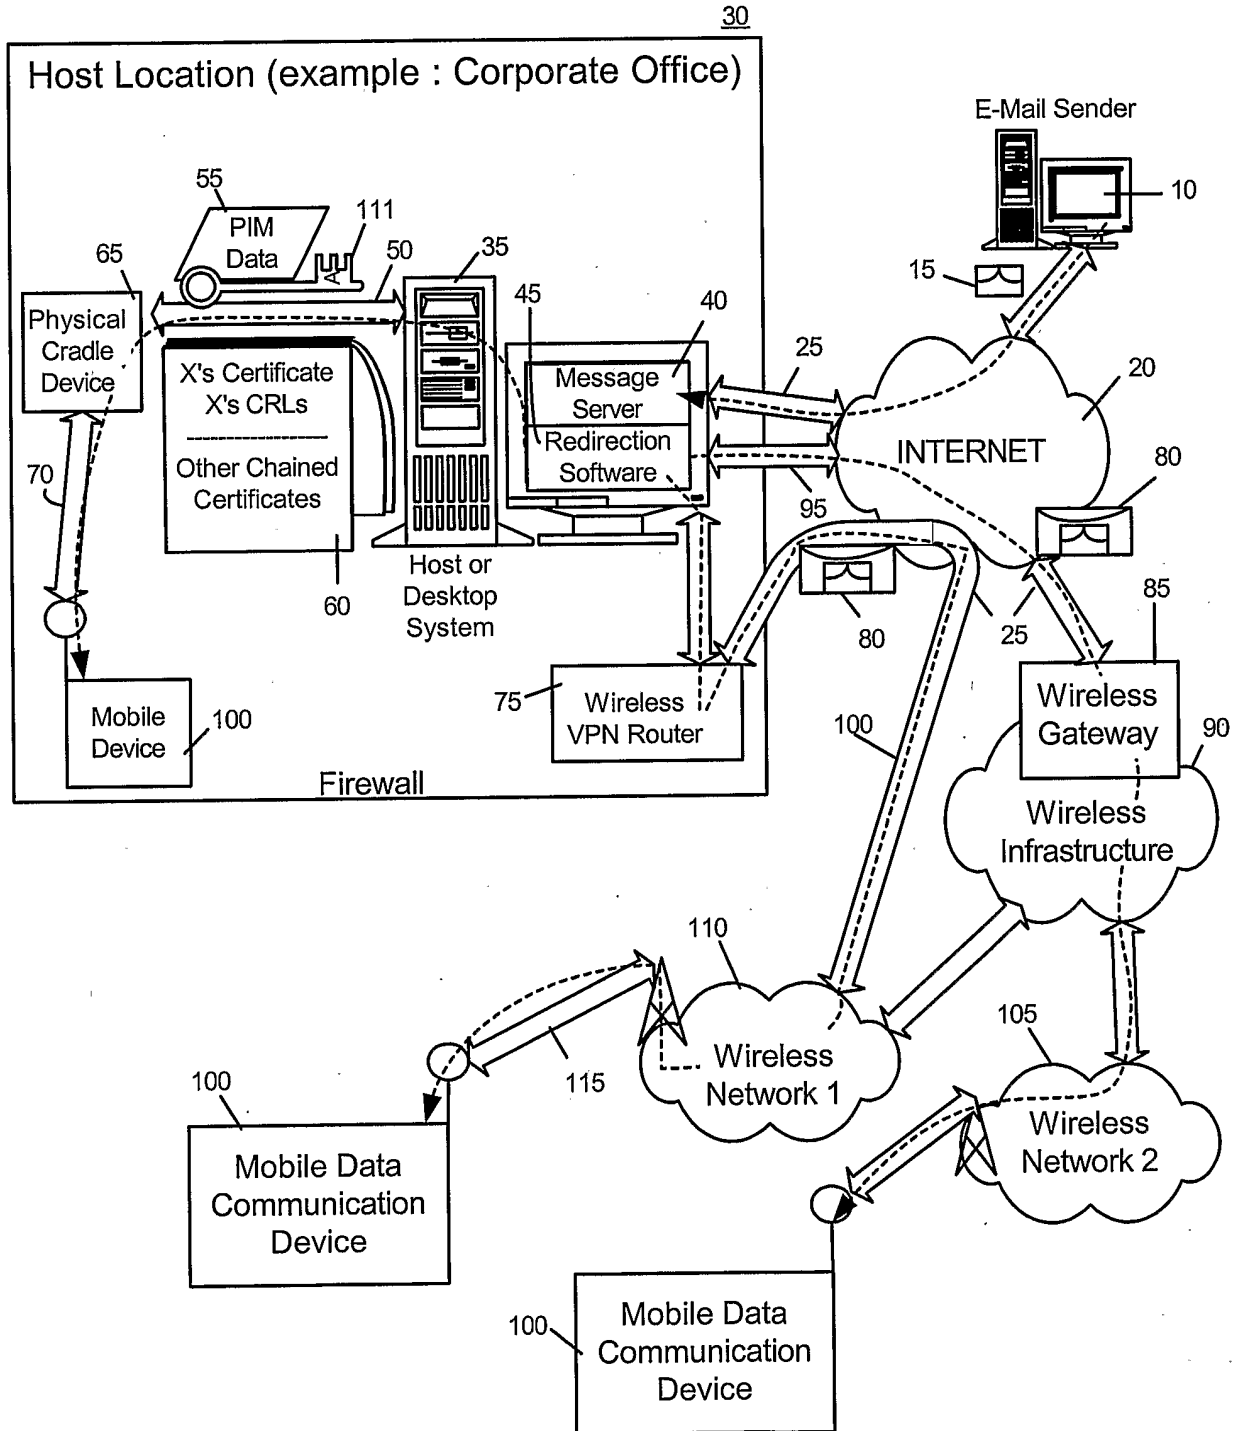 30
Host Location (example : Corporate Office)
E-Mail Sender
10
15
55
PIM
Data
111
A
50
35
65
Physical
Cradle
Device
45
40
25
20
X's Certificate
X's CRLs
Other Chained
Certificates
Message
Server
Redirection
Software
INTERNET
80
95
70
60
Host or
Desktop
System
80
25
85
75
Wireless
VPN Router
Wireless
Gateway
90
Mobile
Device
100
100
Firewall
Wireless
Infrastructure
110
105
115
Wireless
Network 1
100
Wireless
Network 2
Mobile Data
Communication
Device
100
Mobile Data
Communication
Device